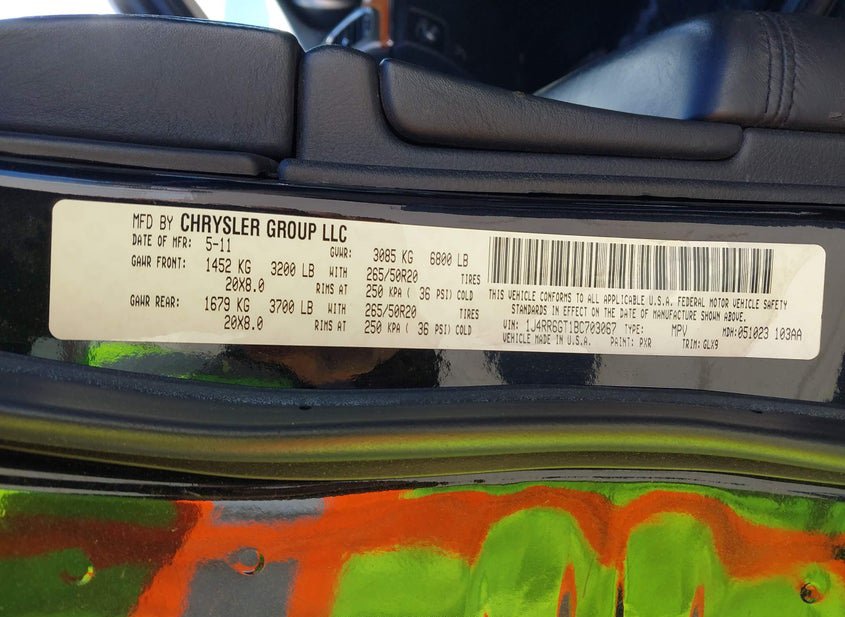 MFD BY CHRYSLER GROUP LLC
DATE OF MFR: 5-11 GVWR: 3085 KG 6800 LB
GAWR FRONT: 1452 KG 3200 LB WITH 265/50R20 TIRES
20X8.0 RIMS AT 250 KPA ( 36 PSI) COLD
GAWR REAR: 1679 KG 3700 LB WITH 265/50R20 TIRES
20X8.0 RIMS AT 250 KPA ( 36 PSI) COLD
THIS VEHICLE CONFORMS TO ALL APPLICABLE U.S.A. FEDERAL MOTOR VEHICLE SAFETY
STANDARDS IN EFFECT ON THE DATE OF MANUFACTURE SHOWN ABOVE.
VIN: 1J4RR6GT1BC703067 TYPE: MPV MDH: 051023 103AA
VEHICLE MADE IN U.S.A. PAINT: PXR TRIM: GLX9